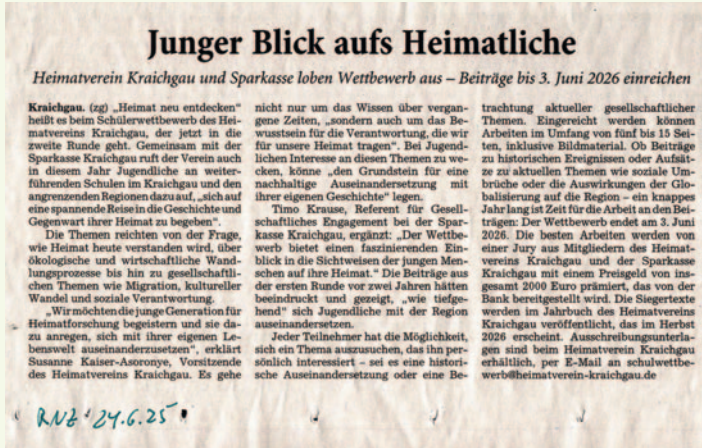 Junger Blick aufs Heimatliche
Heimatverein Kraichgau und Sparkasse loben Wettbewerb aus – Beiträge bis 3. Juni 2026 einreichen
Kraichgau. (zg) „Heimat neu entdecken“
heißt es beim Schülerwettbewerb des Hei-
matvereins Kraichgau, der jetzt in die
zweite Runde geht. Gemeinsam mit der
Sparkasse Kraichgau ruft der Verein auch
in diesem Jahr Jugendliche an weiter-
führenden Schulen im Kraichgau und den
angrenzenden Regionen dazu auf, „sich auf
eine spannende Reise in die Geschichte und
Gegenwart ihrer Heimat zu begeben“.
Die Themen reichten von der Frage,
wie Heimat heute verstanden wird, über
ökologische und wirtschaftliche Wand-
lungsprozesse bis hin zu gesellschaftli-
chen Themen wie Migration, kultureller
Wandel und soziale Verantwortung.
„Wir möchten die junge Generation für
Heimatforschung begeistern und sie da-
zu anregen, sich mit ihrer eigenen Le-
benswelt auseinanderzusetzen“, erklärt
Susanne Kaiser-Asoronye, Vorsitzende
des Heimatvereins Kraichgau. Es gehe
nicht nur um das Wissen über vergan-
gene Zeiten, „sondern auch um das Be-
wusstsein für die Verantwortung, die wir
für unsere Heimat tragen“. Bei Jugend-
lichen Interesse an diesen Themen zu we-
cken, könne „den Grundstein für eine
nachhaltige Auseinandersetzung mit
ihrer eigenen Geschichte“ legen.
Timo Krause, Referent für Gesell-
schaftliches Engagement bei der Spar-
kasse Kraichgau, ergänzt: „Der Wettbe-
werb bietet einen faszinierenden Ein-
blick in die Sichtweisen der jungen Men-
schen auf ihre Heimat.“ Die Beiträge aus
der ersten Runde vor zwei Jahren hätten
beeindruckt und gezeigt, „wie tiefge-
hend“ sich Jugendliche mit der Region
auseinandersetzen.
Jeder Teilnehmer hat die Möglichkeit,
sich ein Thema auszusuchen, das ihn per-
sönlich interessiert – sei es eine histori-
sche Auseinandersetzung oder eine Be-
trachtung aktueller gesellschaftlicher
Themen. Eingereicht werden können
Arbeiten im Umfang von fünf bis 15 Sei-
ten, inklusive Bildmaterial. Ob Beiträge
zu historischen Ereignissen oder Aufsät-
ze zu aktuellen Themen wie soziale Um-
brüche oder die Auswirkungen der Glo-
balisierung auf die Region – ein knappes
Jahr lang ist Zeit für die Arbeit an den Bei-
trägen: Der Wettbewerb endet am 3. Juni
2026. Die besten Arbeiten werden von
einer Jury aus Mitgliedern des Heimat-
vereins Kraichgau und der Sparkasse
Kraichgau mit einem Preisgeld von ins-
gesamt 2000 Euro prämiert, das von der
Bank bereitgestellt wird. Die Siegertexte
werden im Jahrbuch des Heimatvereins
Kraichgau veröffentlicht, das im Herbst
2026 erscheint. Ausschreibungsunterla-
gen sind beim Heimatverein Kraichgau
erhältlich, per E-Mail an schulwettbe-
werb@heimatverein-kraichgau.de
RNZ 24.6.25